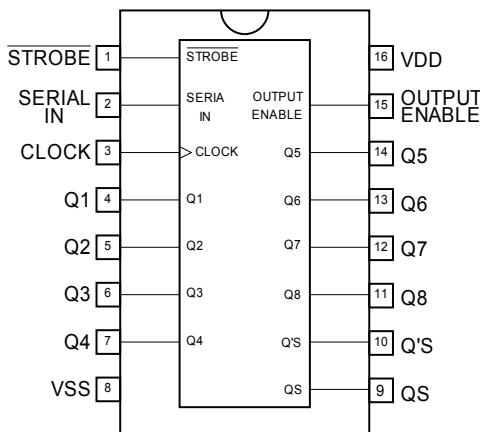 STROBE 1 STROBE 16 VDD
SERIAL IN 2 SERIA IN OUTPUT ENABLE 15 OUTPUT ENABLE
CLOCK 3 CLOCK Q5 14 Q5
Q1 4 Q1 Q6 13 Q6
Q2 5 Q2 Q7 12 Q7
Q3 6 Q3 Q8 11 Q8
Q4 7 Q4 Q'S 10 Q'S
VSS 8 QS 9 QS